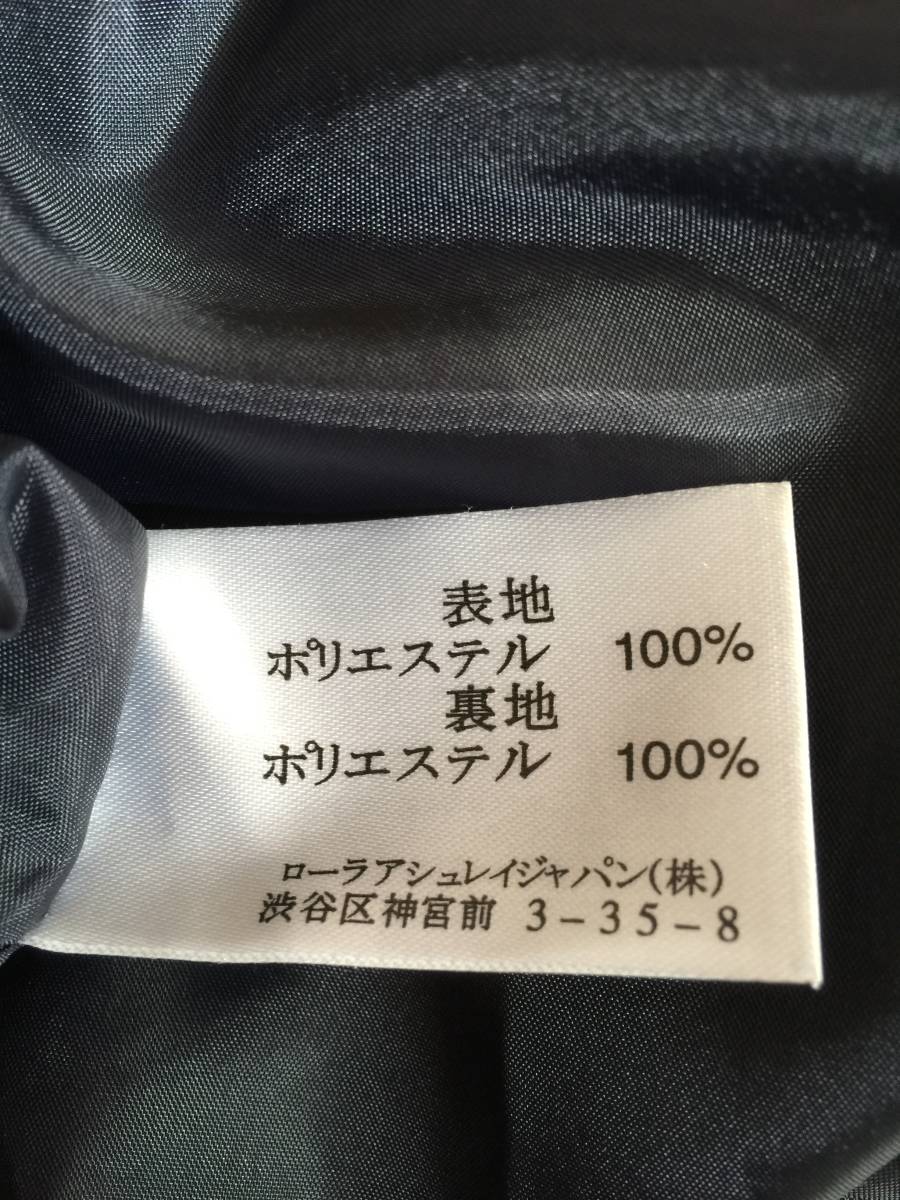 表地
ポリエステル 100%
裏地
ポリエステル 100%
ローラアシュレイジャパン(株)
渋谷区神宮前 3-35-8